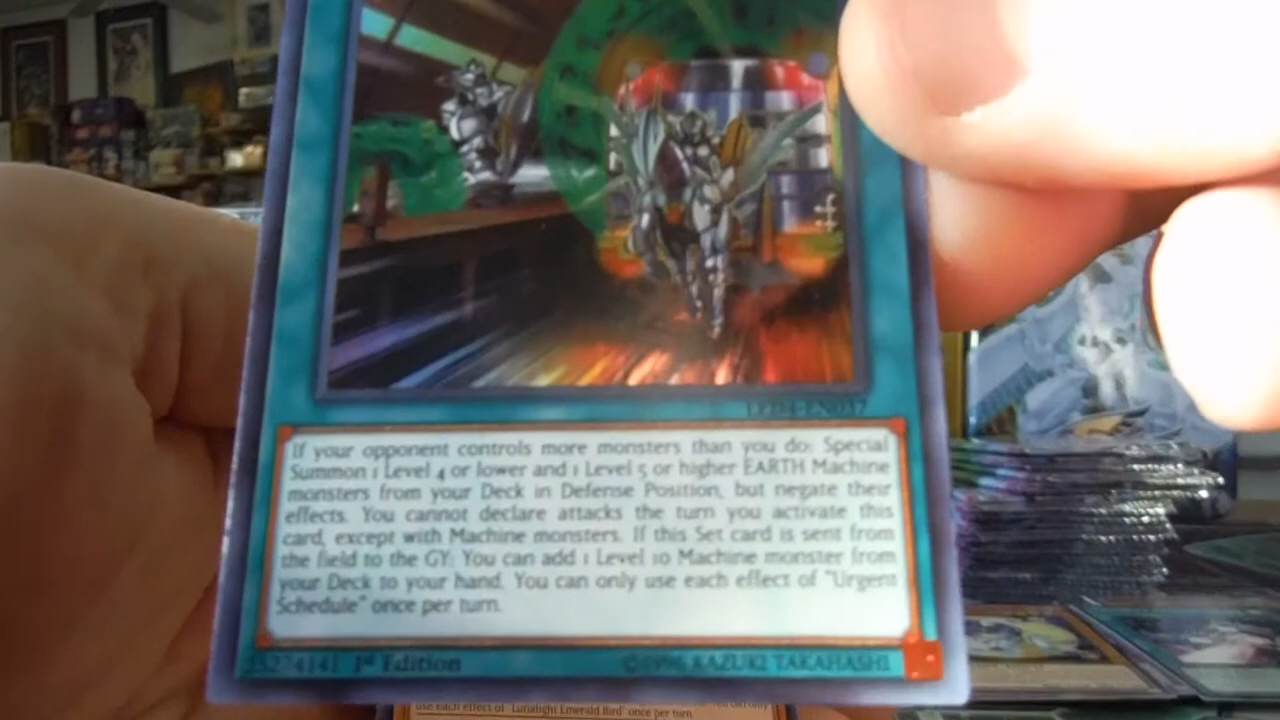 LED4-EN037
If your opponent controls more monsters than you do: Special
Summon 1 Level 4 or lower and 1 Level 5 or higher EARTH Machine
monsters from your Deck in Defense Position, but negate their
effects. You cannot declare attacks the turn you activate this
card, except with Machine monsters. If this Set card is sent from
the field to the GY: You can add 1 Level 10 Machine monster from
your Deck to your hand. You can only use each effect of "Urgent
Schedule" once per turn.
25274141 1st Edition ©1996 KAZUKI TAKAHASHI
use each effect of "Lunalight Emerald Bird" once per turn.